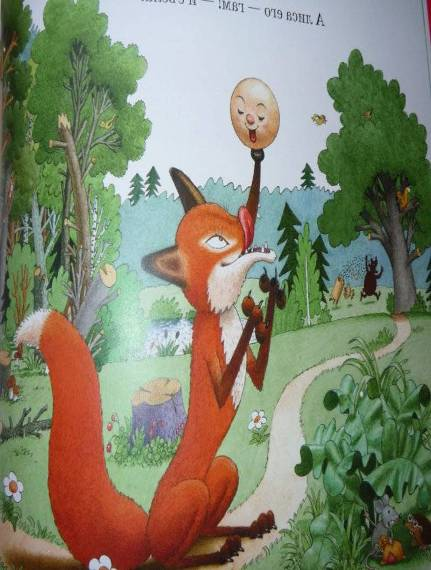 А лиса его — гам! — и